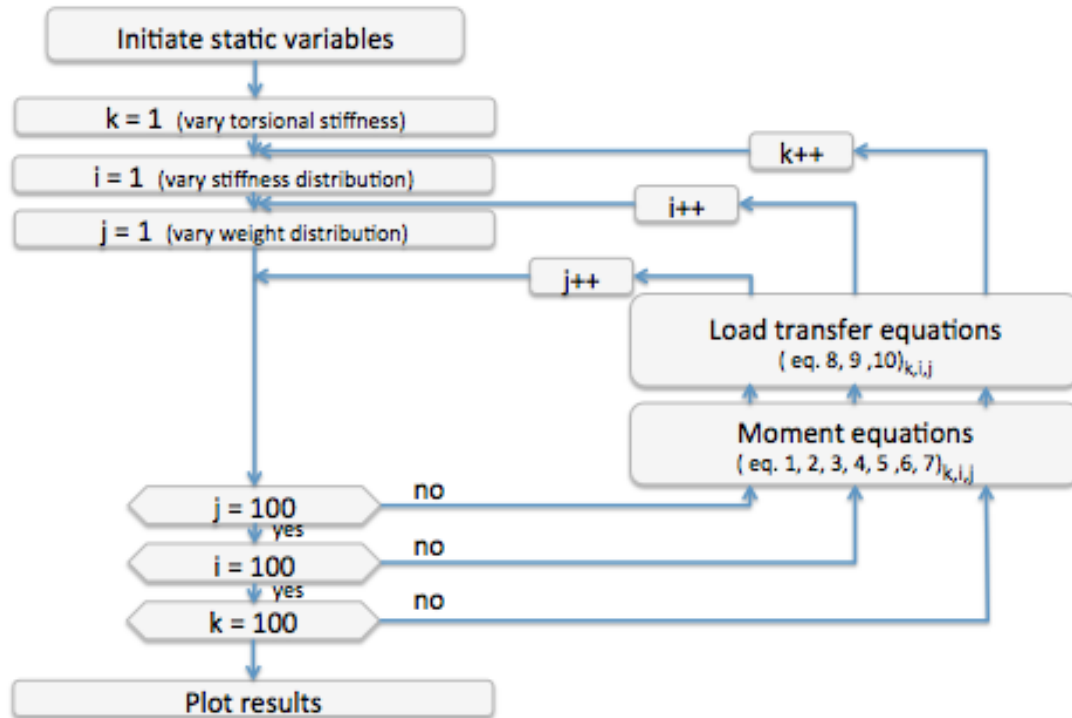 Initiate static variables
k = 1 (vary torsional stiffness)
k++
i = 1 (vary stiffness distribution)
i++
j = 1 (vary weight distribution)
j++
Load transfer equations
( eq. 8, 9 ,10)k,i,j
Moment equations
( eq. 1, 2, 3, 4, 5 ,6, 7)k,i,j
j = 100
no
yes
i = 100
no
yes
k = 100
no
Plot results